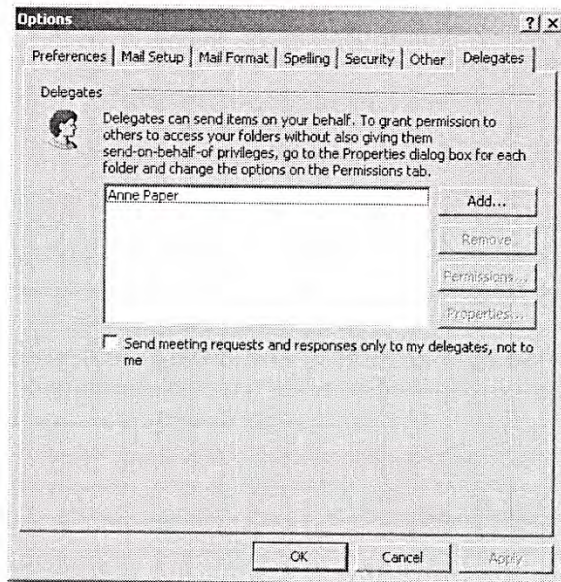 Options
Preferences Mail Setup Mail Format Spelling Security Other Delegates
Delegates
Delegates can send items on your behalf. To grant permission to
others to access your folders without also giving them
send-on-behalf-of privileges, go to the Properties dialog box for each
folder and change the options on the Permissions tab.
Anne Paper
Add...
Remove
Permissions...
Properties...
Send meeting requests and responses only to my delegates, not to
me
OK Cancel Apply